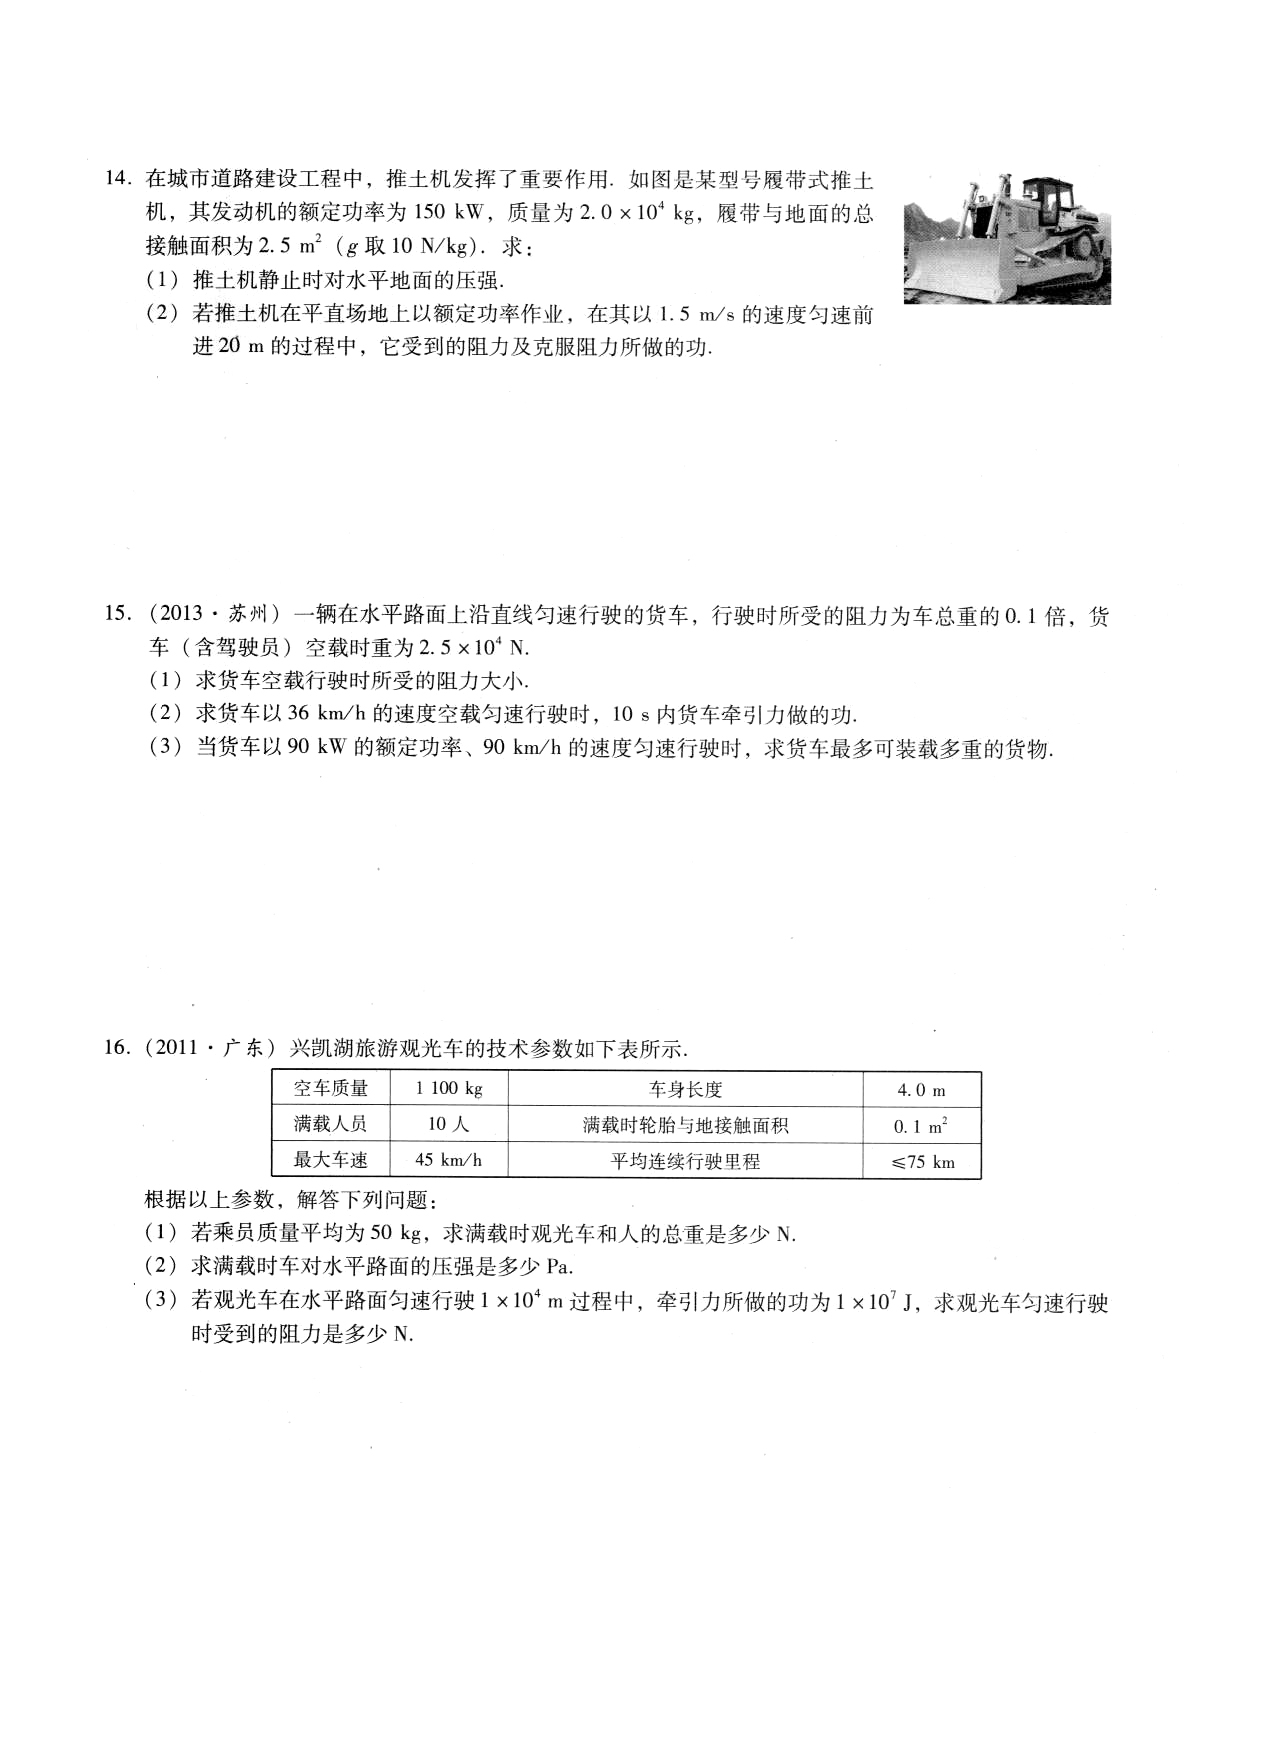 14. 在城市道路建设工程中，推土机发挥了重要作用. 如图是某型号履带式推土
机，其发动机的额定功率为 150 kW，质量为 2.0×10⁴ kg，履带与地面的总
接触面积为 2.5 m²（g 取 10 N/kg）. 求：
（1）推土机静止时对水平地面的压强.
（2）若推土机在平直场地上以额定功率作业，在其以 1.5 m/s 的速度匀速前
进 20 m 的过程中，它受到的阻力及克服阻力所做的功.
15.（2013·苏州）一辆在水平路面上沿直线匀速行驶的货车，行驶时所受的阻力为车总重的 0.1 倍，货
车（含驾驶员）空载时重为 2.5×10⁴ N.
（1）求货车空载行驶时所受的阻力大小.
（2）求货车以 36 km/h 的速度空载匀速行驶时，10 s 内货车牵引力做的功.
（3）当货车以 90 kW 的额定功率、90 km/h 的速度匀速行驶时，求货车最多可装载多重的货物.
16.（2011·广东）兴凯湖旅游观光车的技术参数如下表所示.
空车质量 1 100 kg 车身长度 4.0 m
满载人员 10 人 满载时轮胎与地接触面积 0.1 m²
最大车速 45 km/h 平均连续行驶里程 ≤75 km
根据以上参数，解答下列问题：
（1）若乘员质量平均为 50 kg，求满载时观光车和人的总重是多少 N.
（2）求满载时车对水平路面的压强是多少 Pa.
（3）若观光车在水平路面匀速行驶 1×10⁴ m 过程中，牵引力所做的功为 1×10⁷ J，求观光车匀速行驶
时受到的阻力是多少 N.